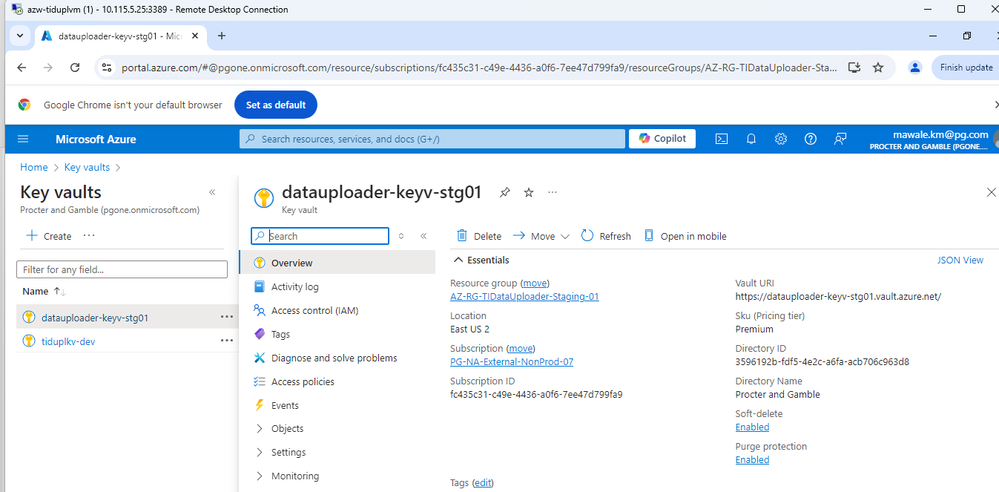 azw-tiduplvm (1) - 10.115.5.25:3389 - Remote Desktop Connection
datauploader-keyv-stg01 - Mic
portal.azure.com/#@pgone.onmicrosoft.com/resource/subscriptions/fc435c31-c49e-4436-a0f6-7ee47d799fa9/resourceGroups/AZ-RG-TIDataUploader-Sta...
Finish update
Google Chrome isn't your default browser
Set as default
Microsoft Azure
Search resources, services, and docs (G+/)
Copilot
mawale.km@pg.com
PROCTER AND GAMBLE (PGONE....
Home > Key vaults >
Key vaults
Procter and Gamble (pgone.onmicrosoft.com)
Create
Filter for any field...
Name
datauploader-keyv-stg01
tiduplkv-dev
datauploader-keyv-stg01
Key vault
Search
Overview
Activity log
Access control (IAM)
Tags
Diagnose and solve problems
Access policies
Events
Objects
Settings
Monitoring
Delete
Move
Refresh
Open in mobile
Essentials
JSON View
Resource group (move)
AZ-RG-TIDataUploader-Staging-01
Location
East US 2
Subscription (move)
PG-NA-External-NonProd-07
Subscription ID
fc435c31-c49e-4436-a0f6-7ee47d799fa9
Vault URI
https://datauploader-keyv-stg01.vault.azure.net/
Sku (Pricing tier)
Premium
Directory ID
3596192b-fdf5-4e2c-a6fa-acb706c963d8
Directory Name
Procter and Gamble
Soft-delete
Enabled
Purge protection
Enabled
Tags (edit)